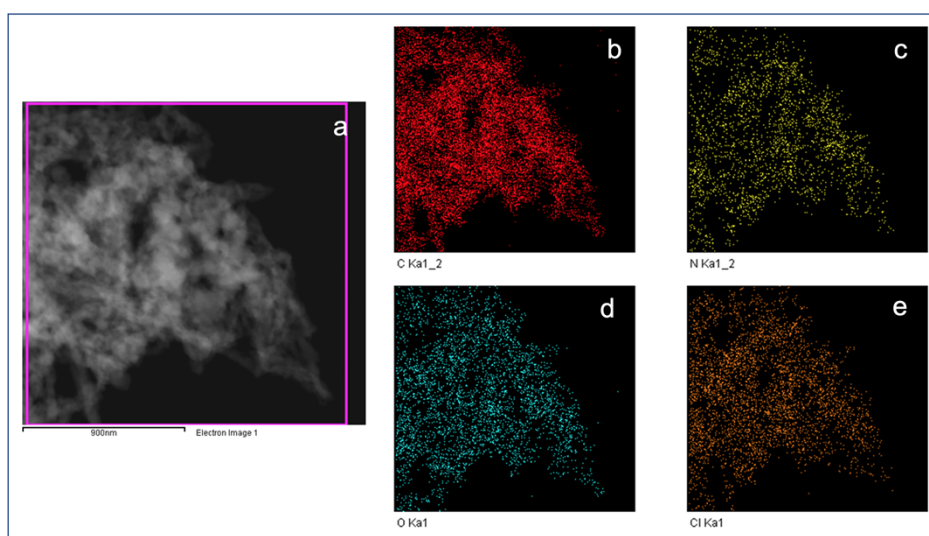 a
900nm
Electron Image 1
b
C Ka1_2
c
N Ka1_2
d
O Ka1
e
Cl Ka1